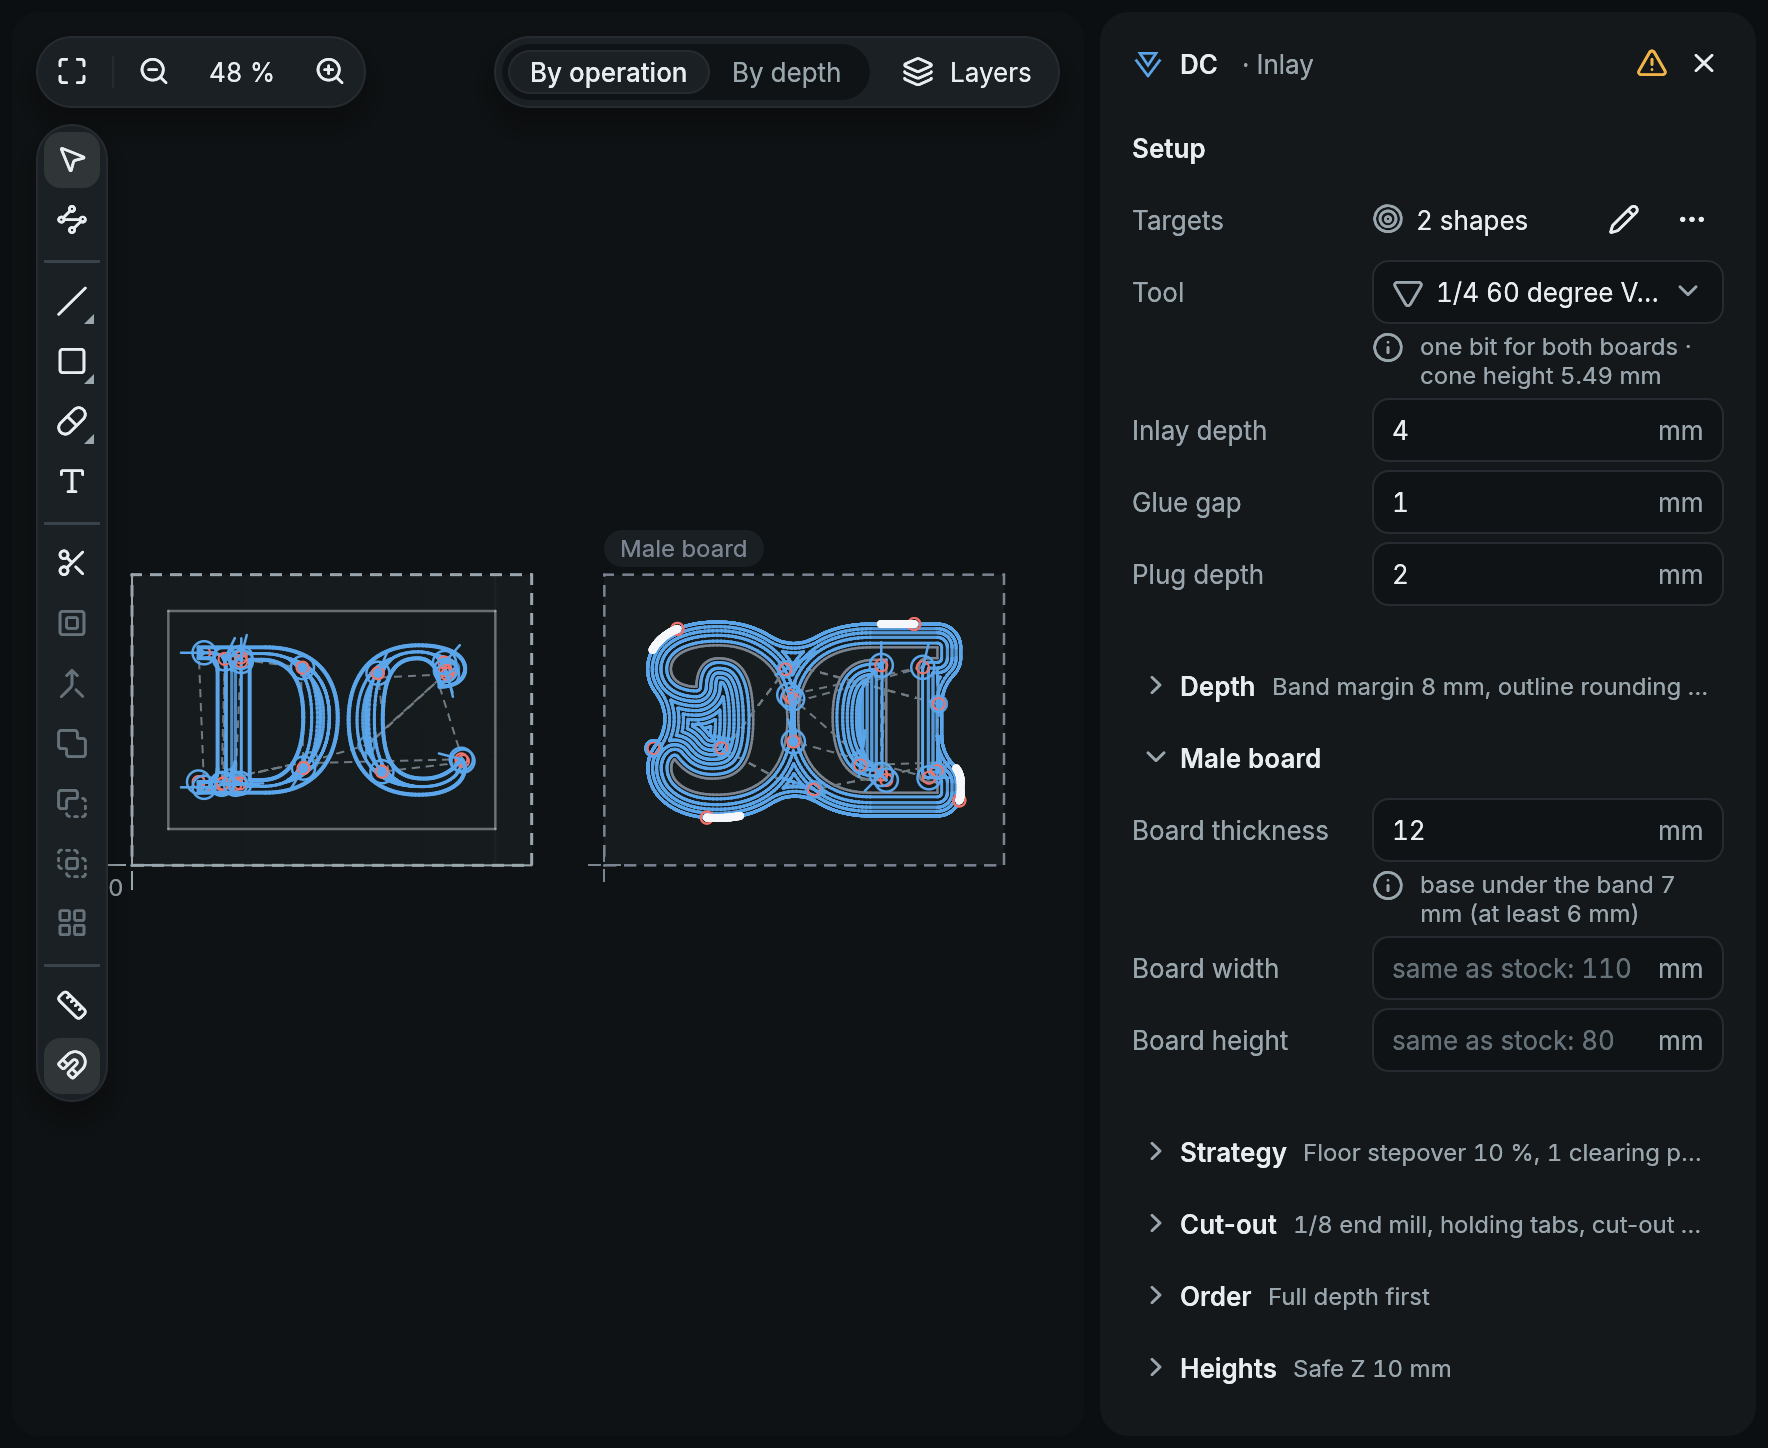 48 %
By operation
By depth
Layers
Male board
0
DC · Inlay
Setup
Targets
2 shapes
Tool
1/4 60 degree V...
one bit for both boards ·
cone height 5.49 mm
Inlay depth
4 mm
Glue gap
1 mm
Plug depth
2 mm
Depth Band margin 8 mm, outline rounding ...
Male board
Board thickness
12 mm
base under the band 7
mm (at least 6 mm)
Board width
same as stock: 110 mm
Board height
same as stock: 80 mm
Strategy Floor stepover 10 %, 1 clearing p...
Cut-out 1/8 end mill, holding tabs, cut-out ...
Order Full depth first
Heights Safe Z 10 mm